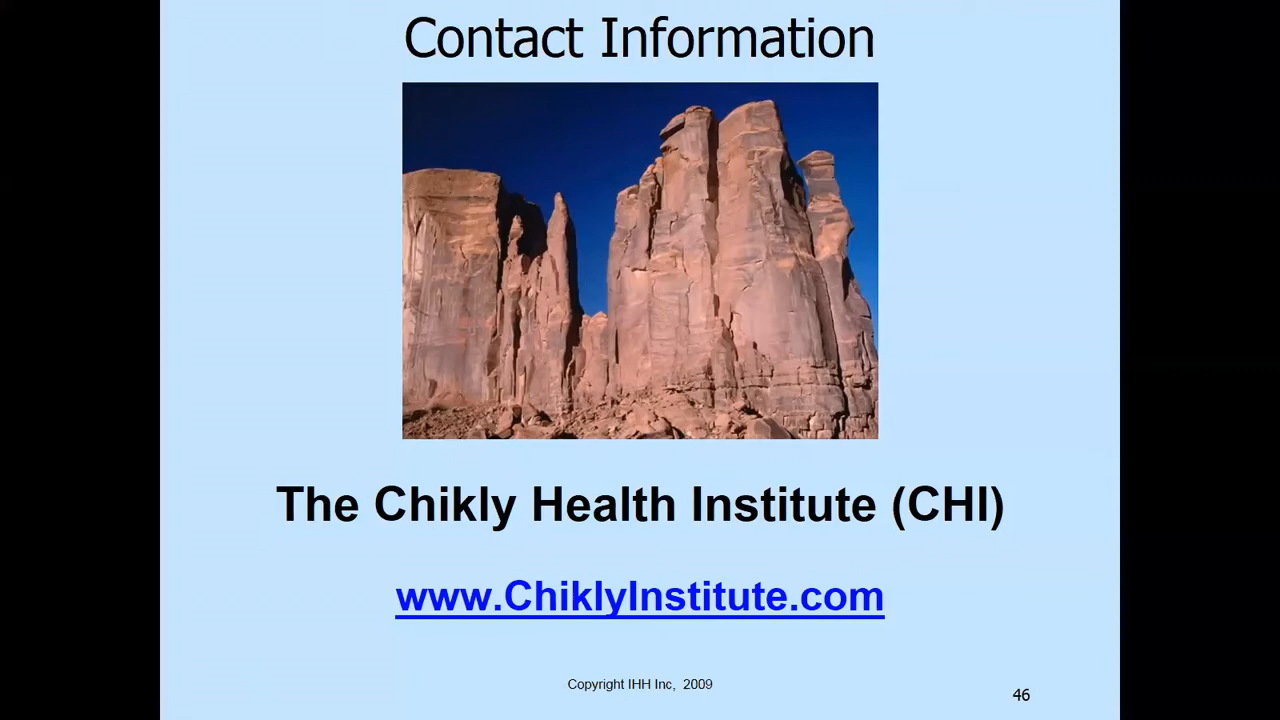 Contact Information
The Chikly Health Institute (CHI)
www.ChiklyInstitute.com
Copyright IHH Inc, 2009
46